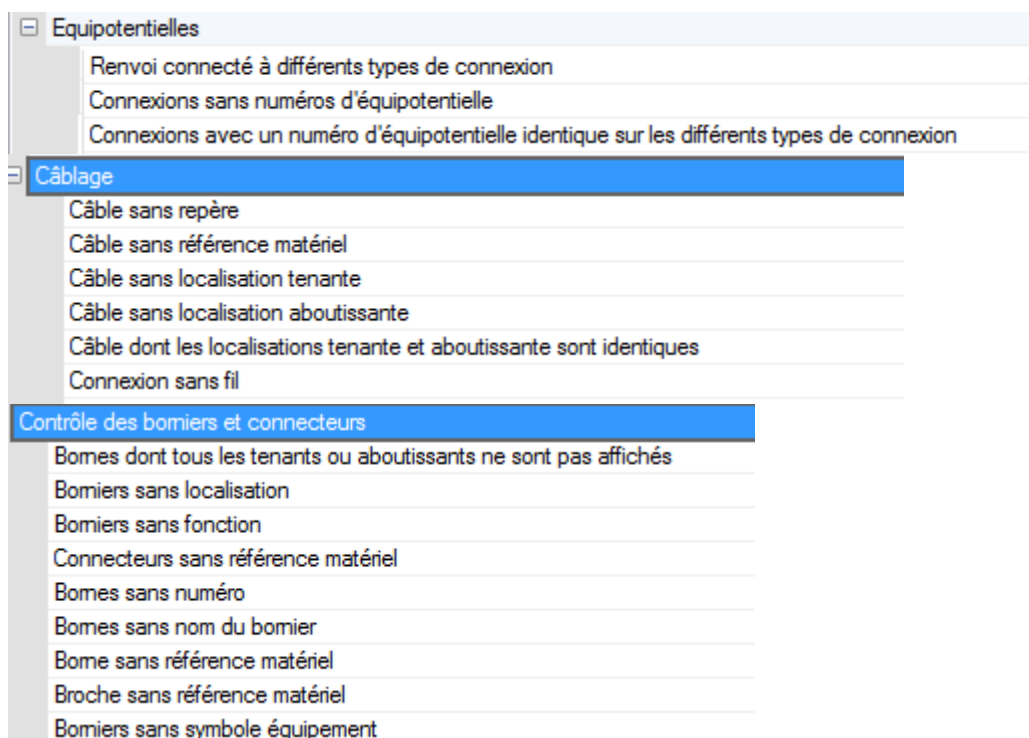 Equipotentielles
Renvoi connecté à différents types de connexion
Connexions sans numéros d'équipotentielle
Connexions avec un numéro d'équipotentielle identique sur les différents types de connexion
Câblage
Câble sans repère
Câble sans référence matériel
Câble sans localisation tenante
Câble sans localisation aboutissante
Câble dont les localisations tenante et aboutissante sont identiques
Connexion sans fil
Contrôle des borniers et connecteurs
Bornes dont tous les tenants ou aboutissants ne sont pas affichés
Borniers sans localisation
Borniers sans fonction
Connecteurs sans référence matériel
Bornes sans numéro
Bornes sans nom du bornier
Borne sans référence matériel
Broche sans référence matériel
Borniers sans symbole équipement